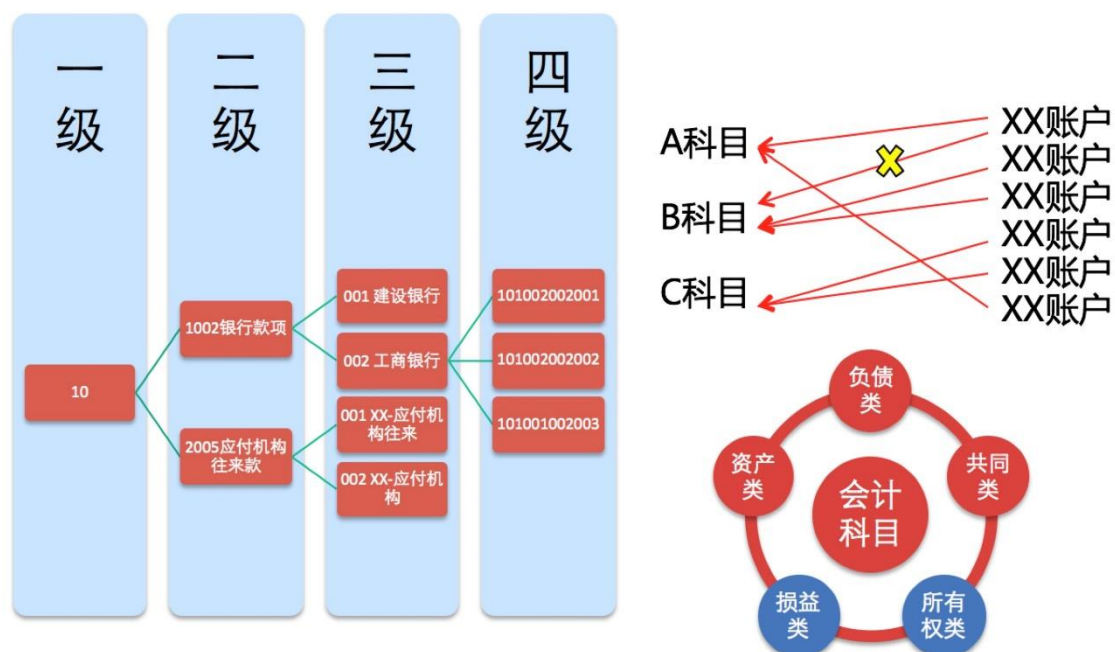 一
级
二
级
三
级
四
级
10
1002银行款项
2005应付机构
往来款
001 建设银行
002 工商银行
001 XX-应付机
构往来
002 XX-应付机
构
101002002001
101002002002
101001002003
A科目
B科目
C科目
XX账户
XX账户
XX账户
XX账户
XX账户
XX账户
负债
类
资产
类
共同
类
会计
科目
损益
类
所有
权类